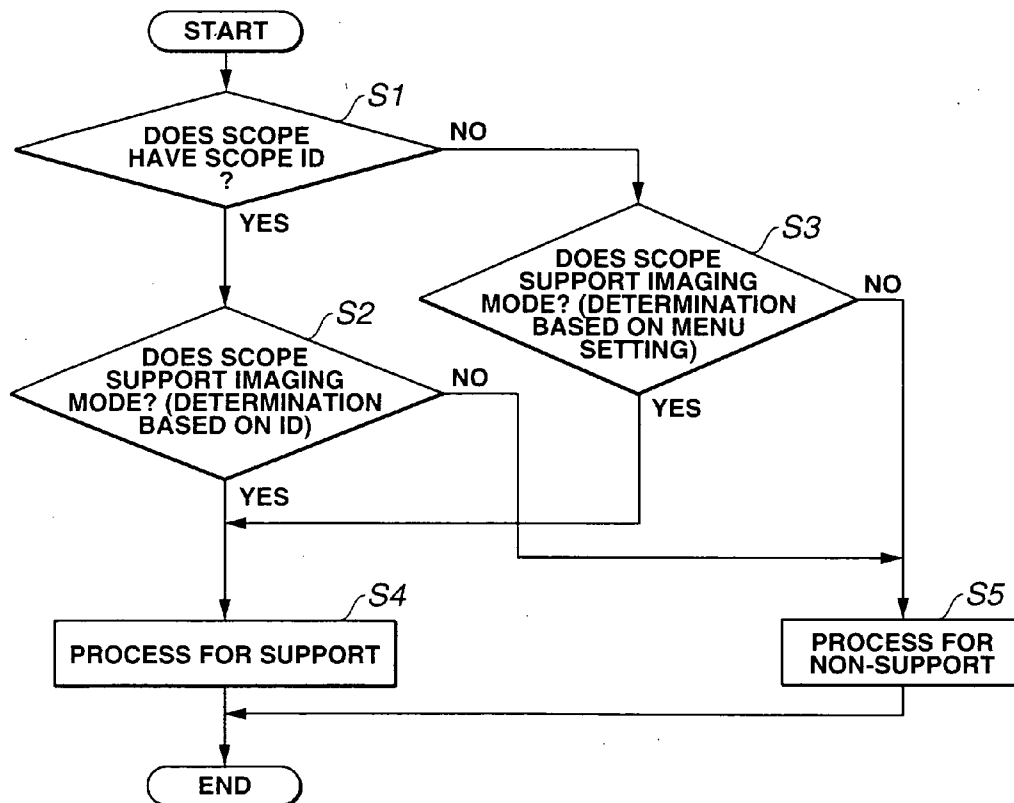 START
S1
DOES SCOPE
HAVE SCOPE ID
?
NO
YES
S3
DOES SCOPE
SUPPORT IMAGING
MODE? (DETERMINATION
BASED ON MENU
SETTING)
NO
YES
S2
DOES SCOPE
SUPPORT IMAGING
MODE? (DETERMINATION
BASED ON ID)
NO
YES
S4
PROCESS FOR SUPPORT
S5
PROCESS FOR
NON-SUPPORT
END